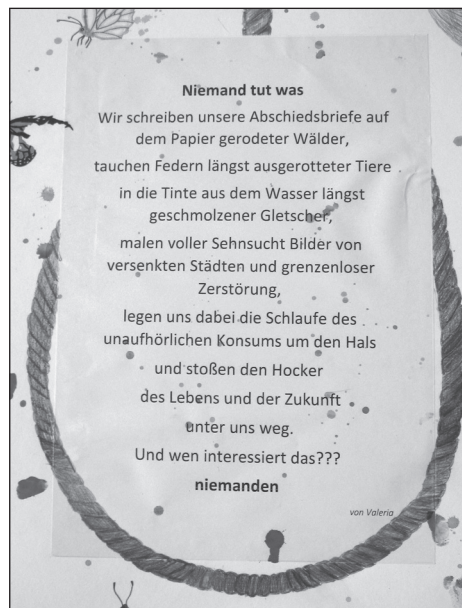 Niemand tut was
Wir schreiben unsere Abschiedsbriefe auf
dem Papier gerodeter Wälder,
tauchen Federn längst ausgerotteter Tiere
in die Tinte aus dem Wasser längst
geschmolzener Gletscher,
malen voller Sehnsucht Bilder von
versenkten Städten und grenzenloser
Zerstörung,
legen uns dabei die Schlaufe des
unaufhörlichen Konsums um den Hals
und stoßen den Hocker
des Lebens und der Zukunft
unter uns weg.
Und wen interessiert das???
niemanden
von Valeria